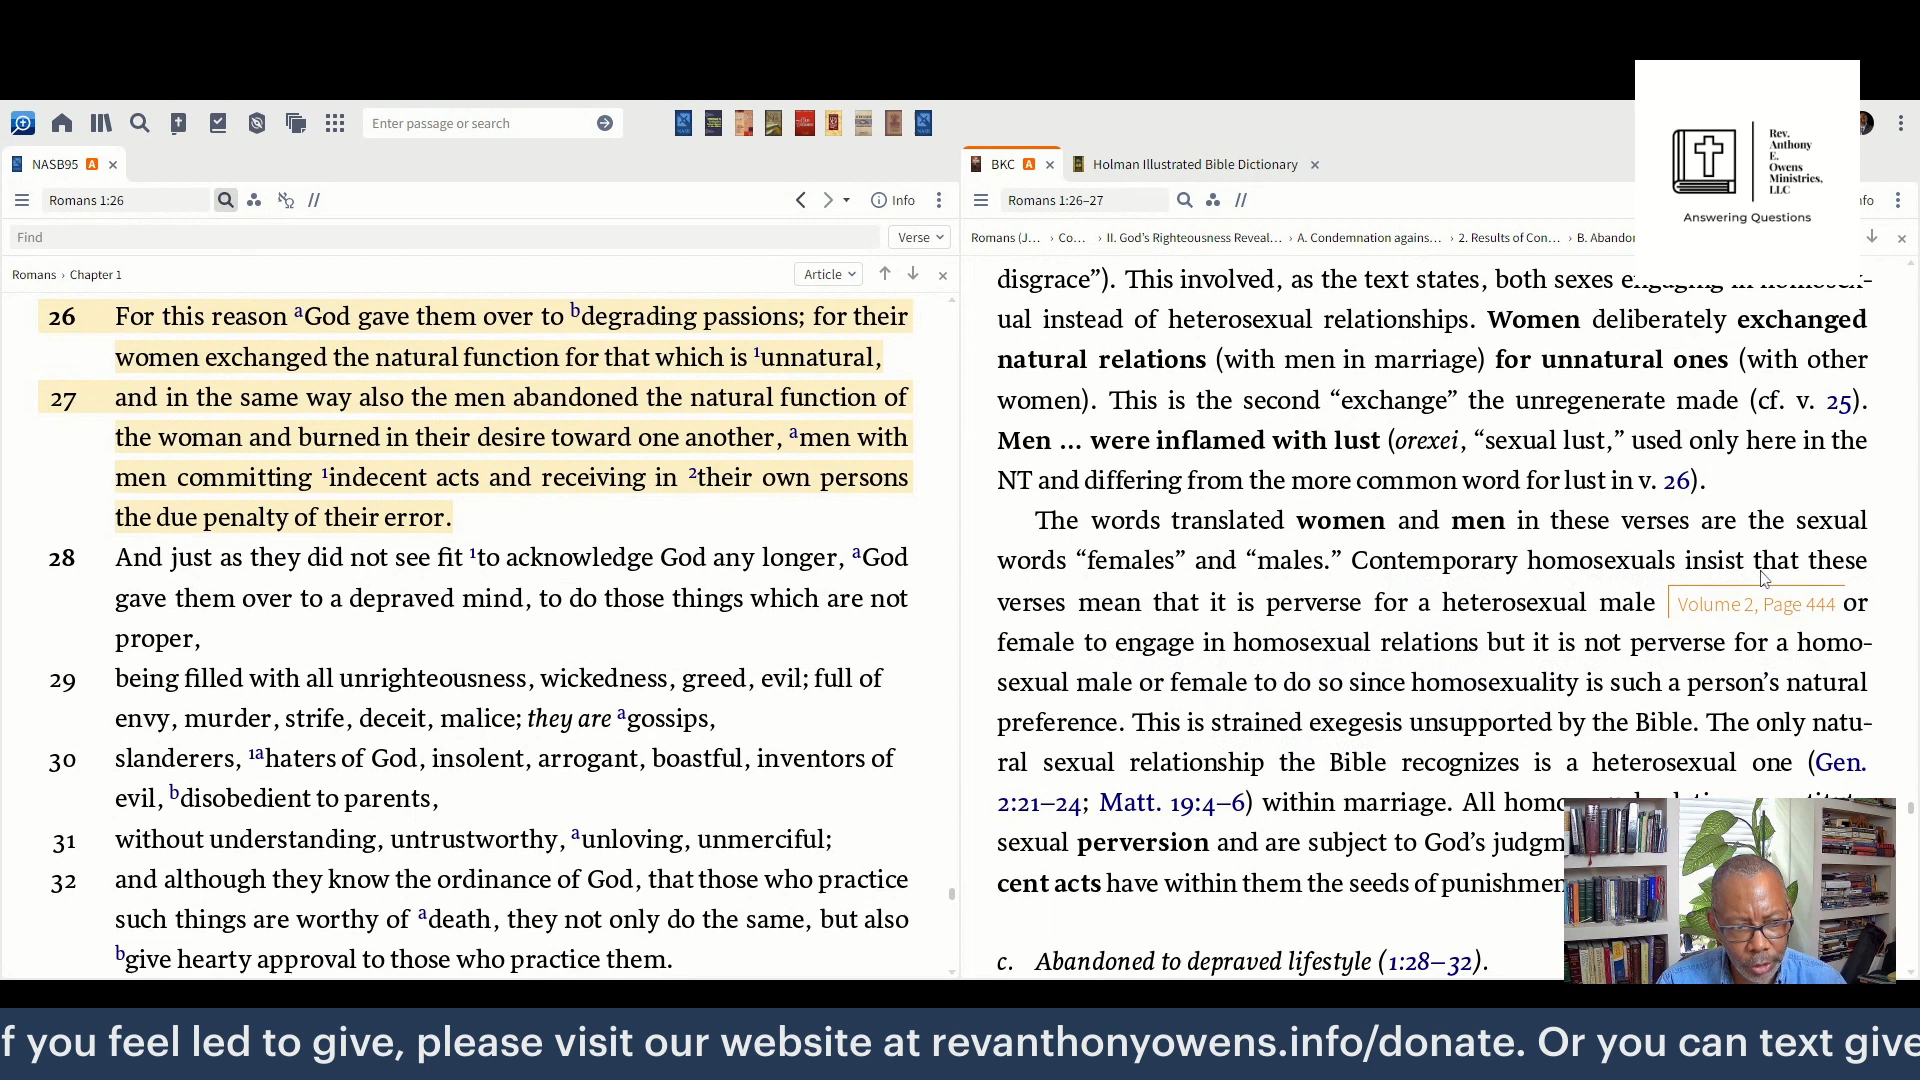 Rev.
Anthony
E.
Owens
Ministries,
LLC
Answering Questions
Enter passage or search
NASB95 A
Romans 1:26
Info
Find
Verse
Romans › Chapter 1
Article
26 For this reason aGod gave them over to bdegrading passions; for their
women exchanged the natural function for that which is 1unnatural,
27 and in the same way also the men abandoned the natural function of
the woman and burned in their desire toward one another, amen with
men committing 1indecent acts and receiving in 2their own persons
the due penalty of their error.
28 And just as they did not see fit 1to acknowledge God any longer, aGod
gave them over to a depraved mind, to do those things which are not
proper,
29 being filled with all unrighteousness, wickedness, greed, evil; full of
envy, murder, strife, deceit, malice; they are agossips,
30 slanderers, 1ahaters of God, insolent, arrogant, boastful, inventors of
evil, bdisobedient to parents,
31 without understanding, untrustworthy, aunloving, unmerciful;
32 and although they know the ordinance of God, that those who practice
such things are worthy of adeath, they not only do the same, but also
bgive hearty approval to those who practice them.
BKC A
Holman Illustrated Bible Dictionary
Romans 1:26–27
Romans (J... › Co... › II. God's Righteousness Reveal... › A. Condemnation agains... › 2. Results of Con... › B. Abandon
disgrace”). This involved, as the text states, both sexes engaging in homosex-
ual instead of heterosexual relationships. Women deliberately exchanged
natural relations (with men in marriage) for unnatural ones (with other
women). This is the second “exchange” the unregenerate made (cf. v. 25).
Men ... were inflamed with lust (orexei, “sexual lust,” used only here in the
NT and differing from the more common word for lust in v. 26).
The words translated women and men in these verses are the sexual
words “females” and “males.” Contemporary homosexuals insist that these
verses mean that it is perverse for a heterosexual male Volume 2, Page 444 or
female to engage in homosexual relations but it is not perverse for a homo-
sexual male or female to do so since homosexuality is such a person’s natural
preference. This is strained exegesis unsupported by the Bible. The only natu-
ral sexual relationship the Bible recognizes is a heterosexual one (Gen.
2:21–24; Matt. 19:4–6) within marriage. All
sexual perversion and are subject to God’s
cent acts have within them the seeds of
c. Abandoned to depraved lifestyle (1:28–32).
f you feel led to give, please visit our website at revanthonyowens.info/donate. Or you can text give